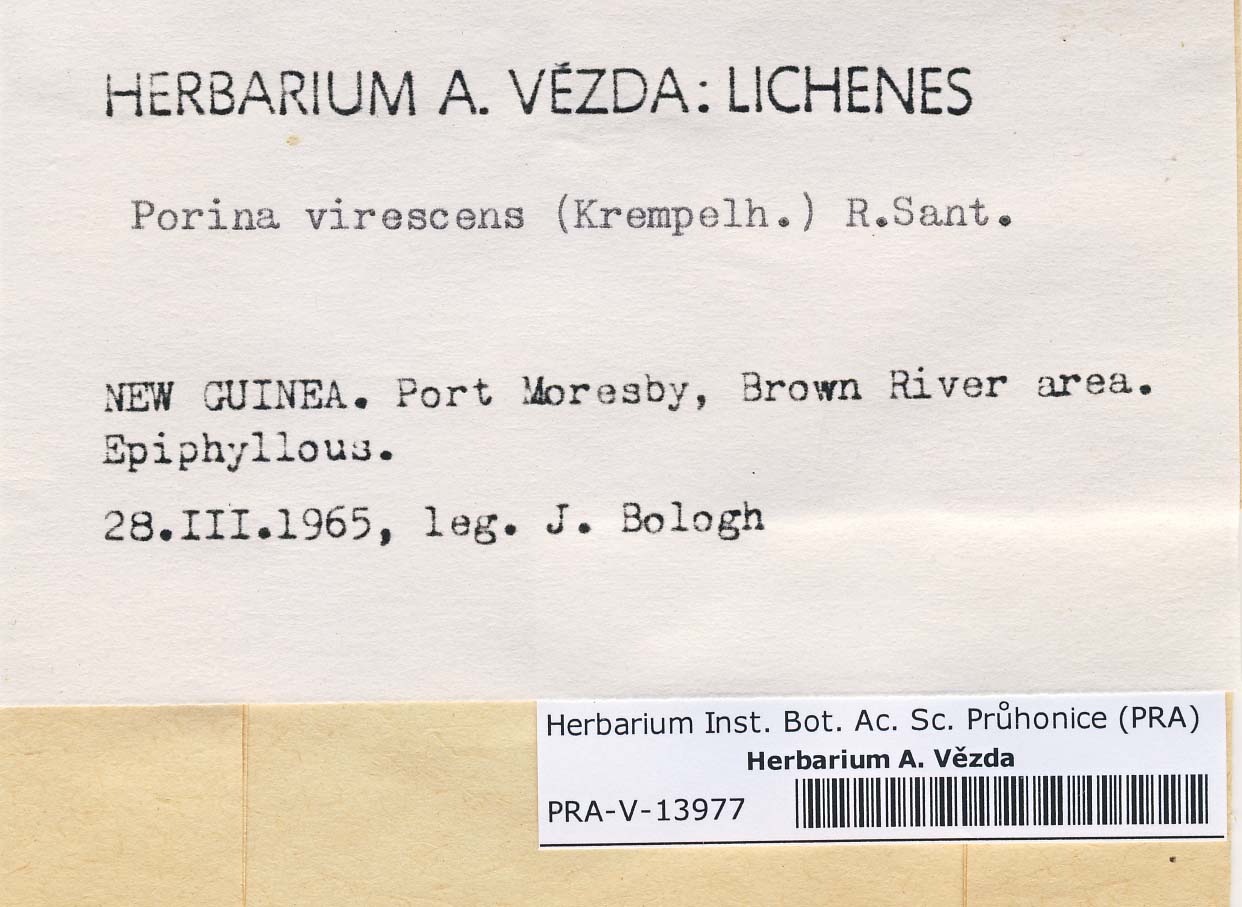 HERBARIUM A. VĚZDA: LICHENES
Porina virescens (Krempelh.) R.Sant.
NEW GUINEA. Port Moresby, Brown River area.
Epiphyllous.
28.III.1965, leg. J. Bologh
Herbarium Inst. Bot. Ac. Sc. Průhonice (PRA)
Herbarium A. Vězda
PRA-V-13977